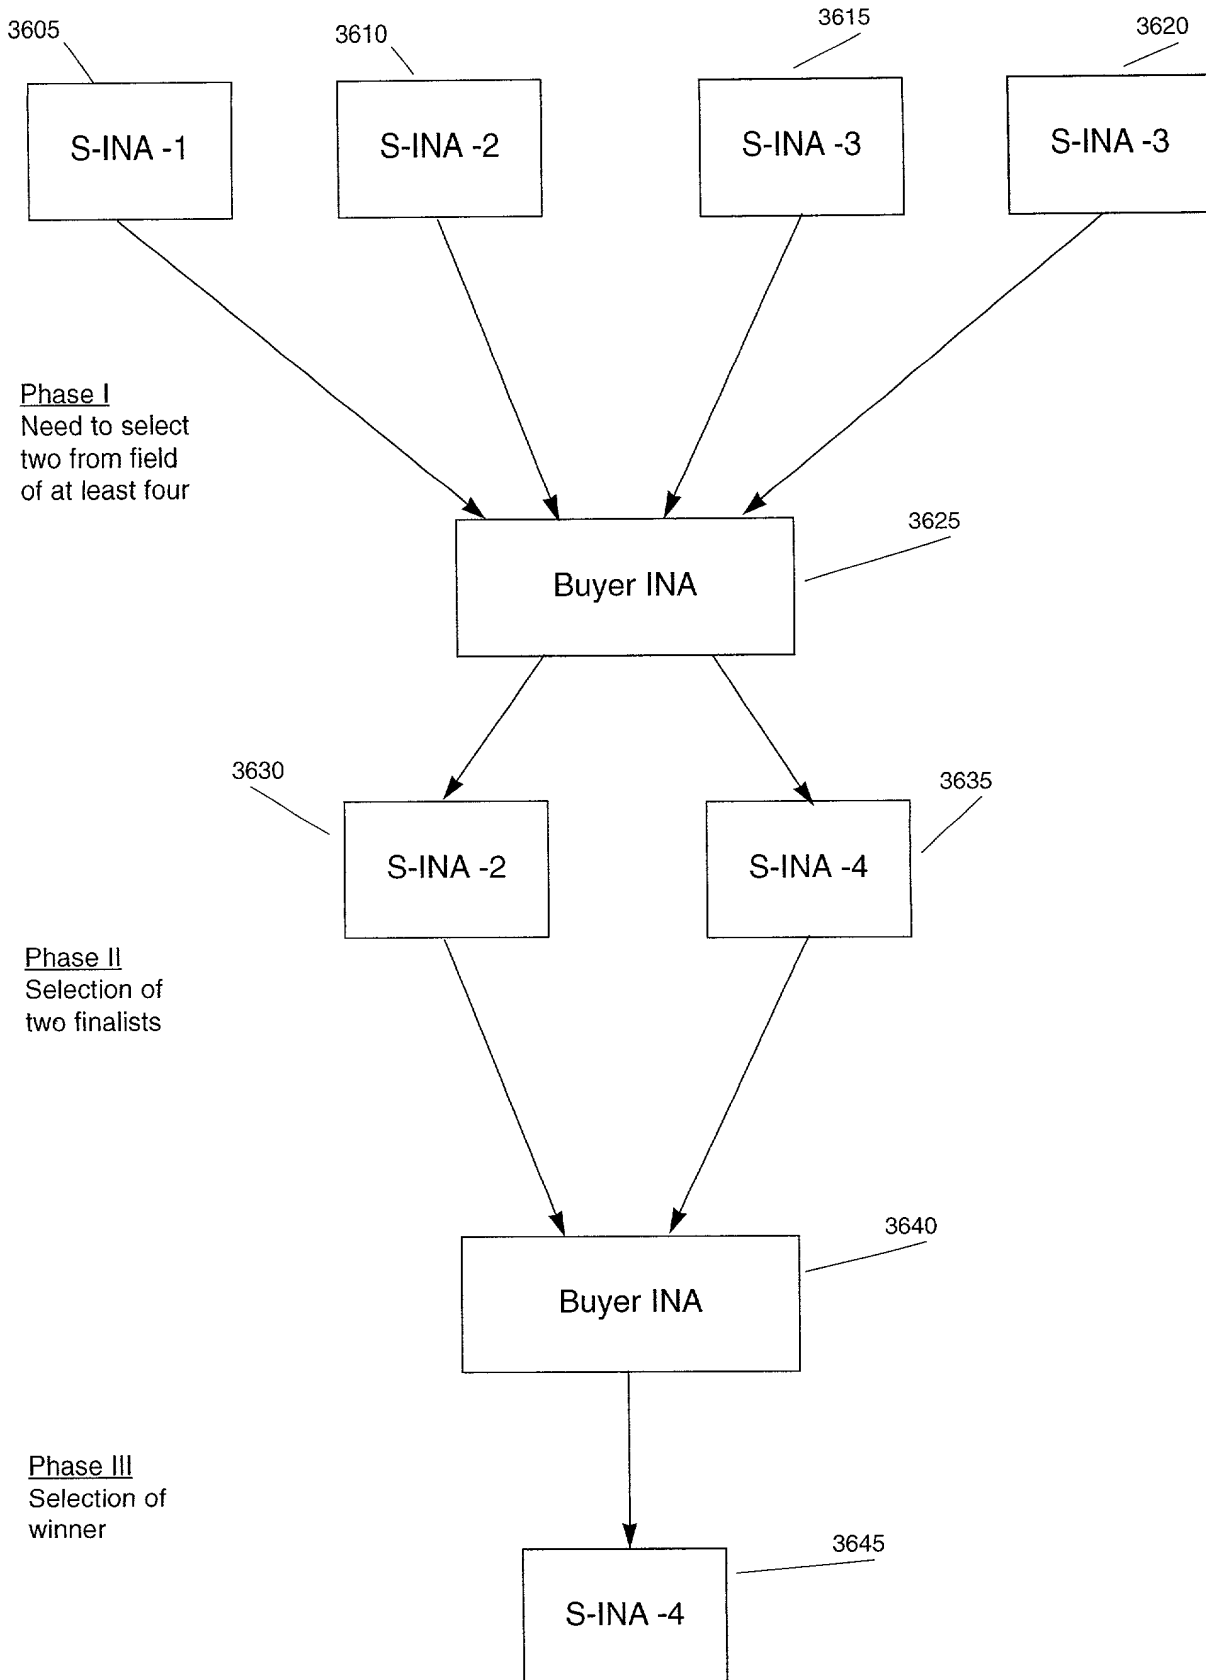 3605
3610
3615
3620
S-INA -1
S-INA -2
S-INA -3
S-INA -3
Phase I
Need to select
two from field
of at least four
3625
Buyer INA
3630
3635
S-INA -2
S-INA -4
Phase II
Selection of
two finalists
3640
Buyer INA
Phase III
Selection of
winner
3645
S-INA -4